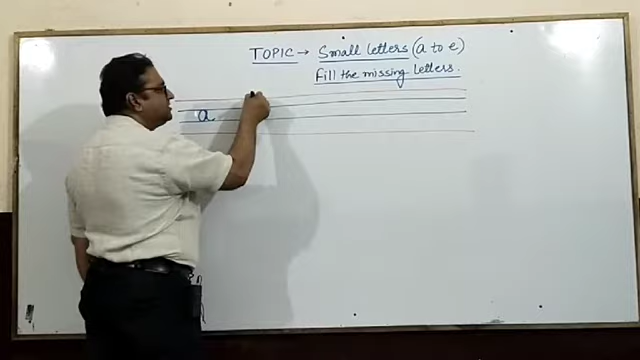 TOPIC → Small letters (a to e)
Fill the missing letters.
a